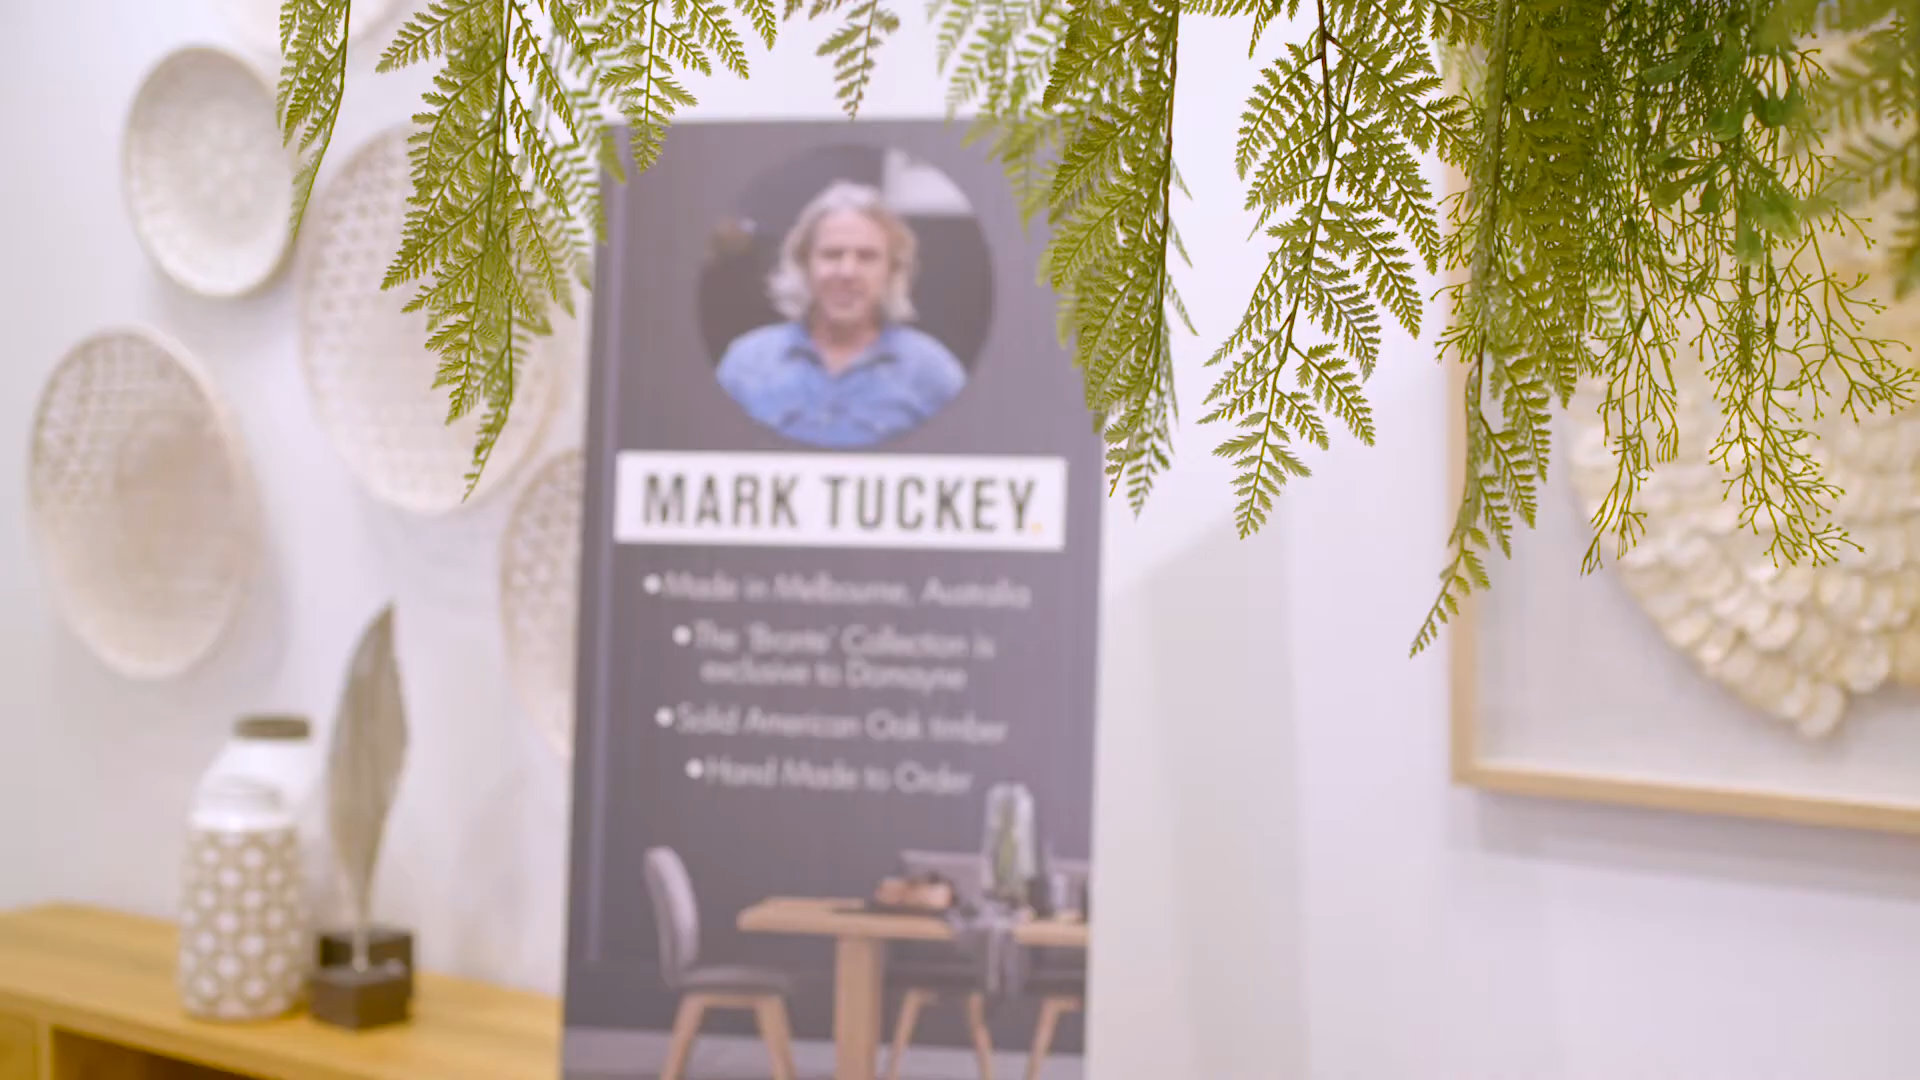 MARK TUCKEY.
•Made in Melbourne, Australia
•The 'Bronte' Collection is
exclusive to Domayne
•Solid American Oak timber
•Hand Made to Order